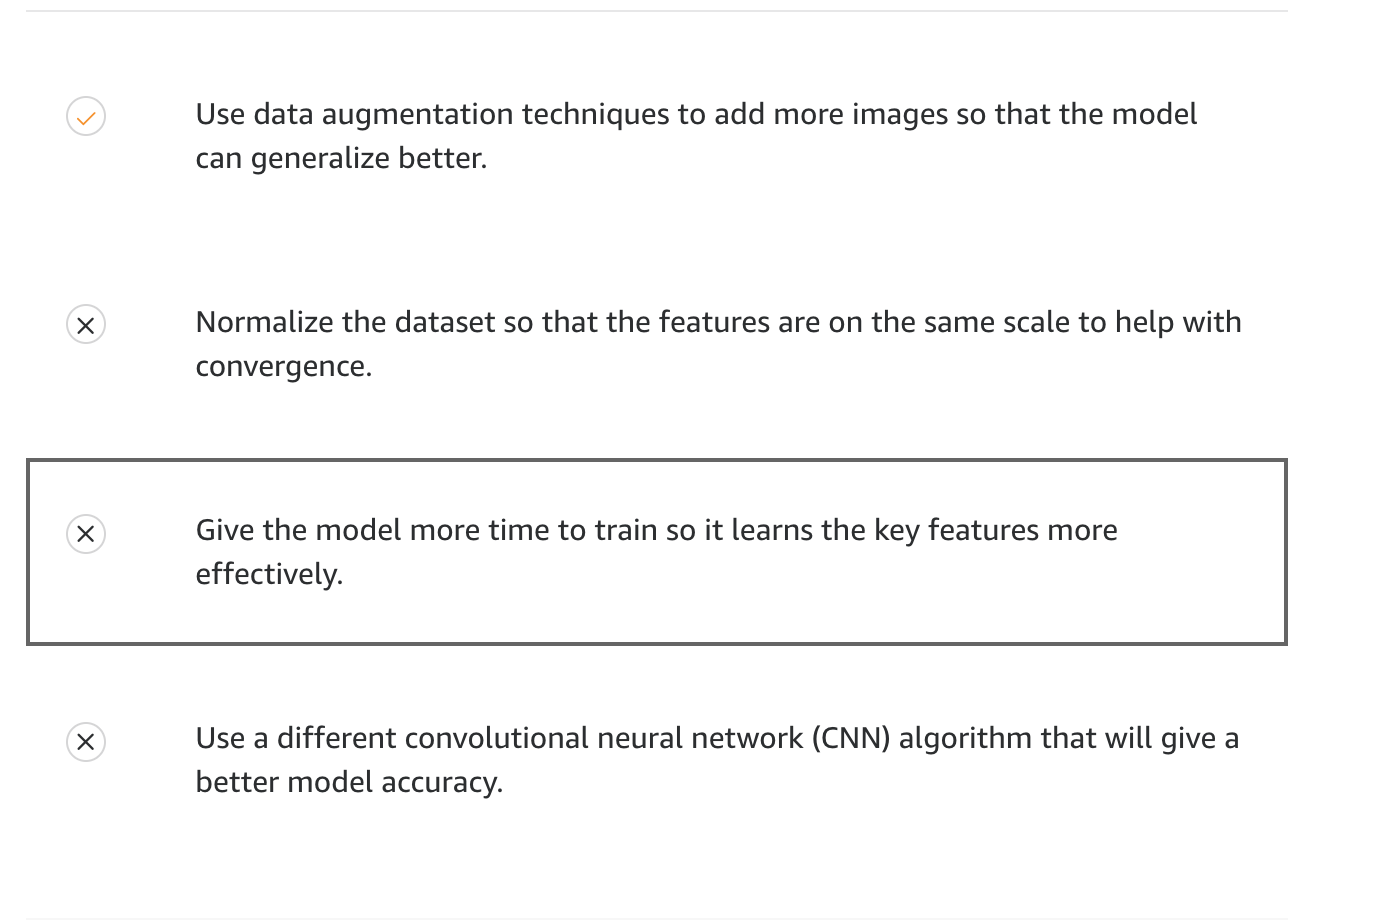 Use data augmentation techniques to add more images so that the model
can generalize better.
Normalize the dataset so that the features are on the same scale to help with
convergence.
Give the model more time to train so it learns the key features more
effectively.
Use a different convolutional neural network (CNN) algorithm that will give a
better model accuracy.